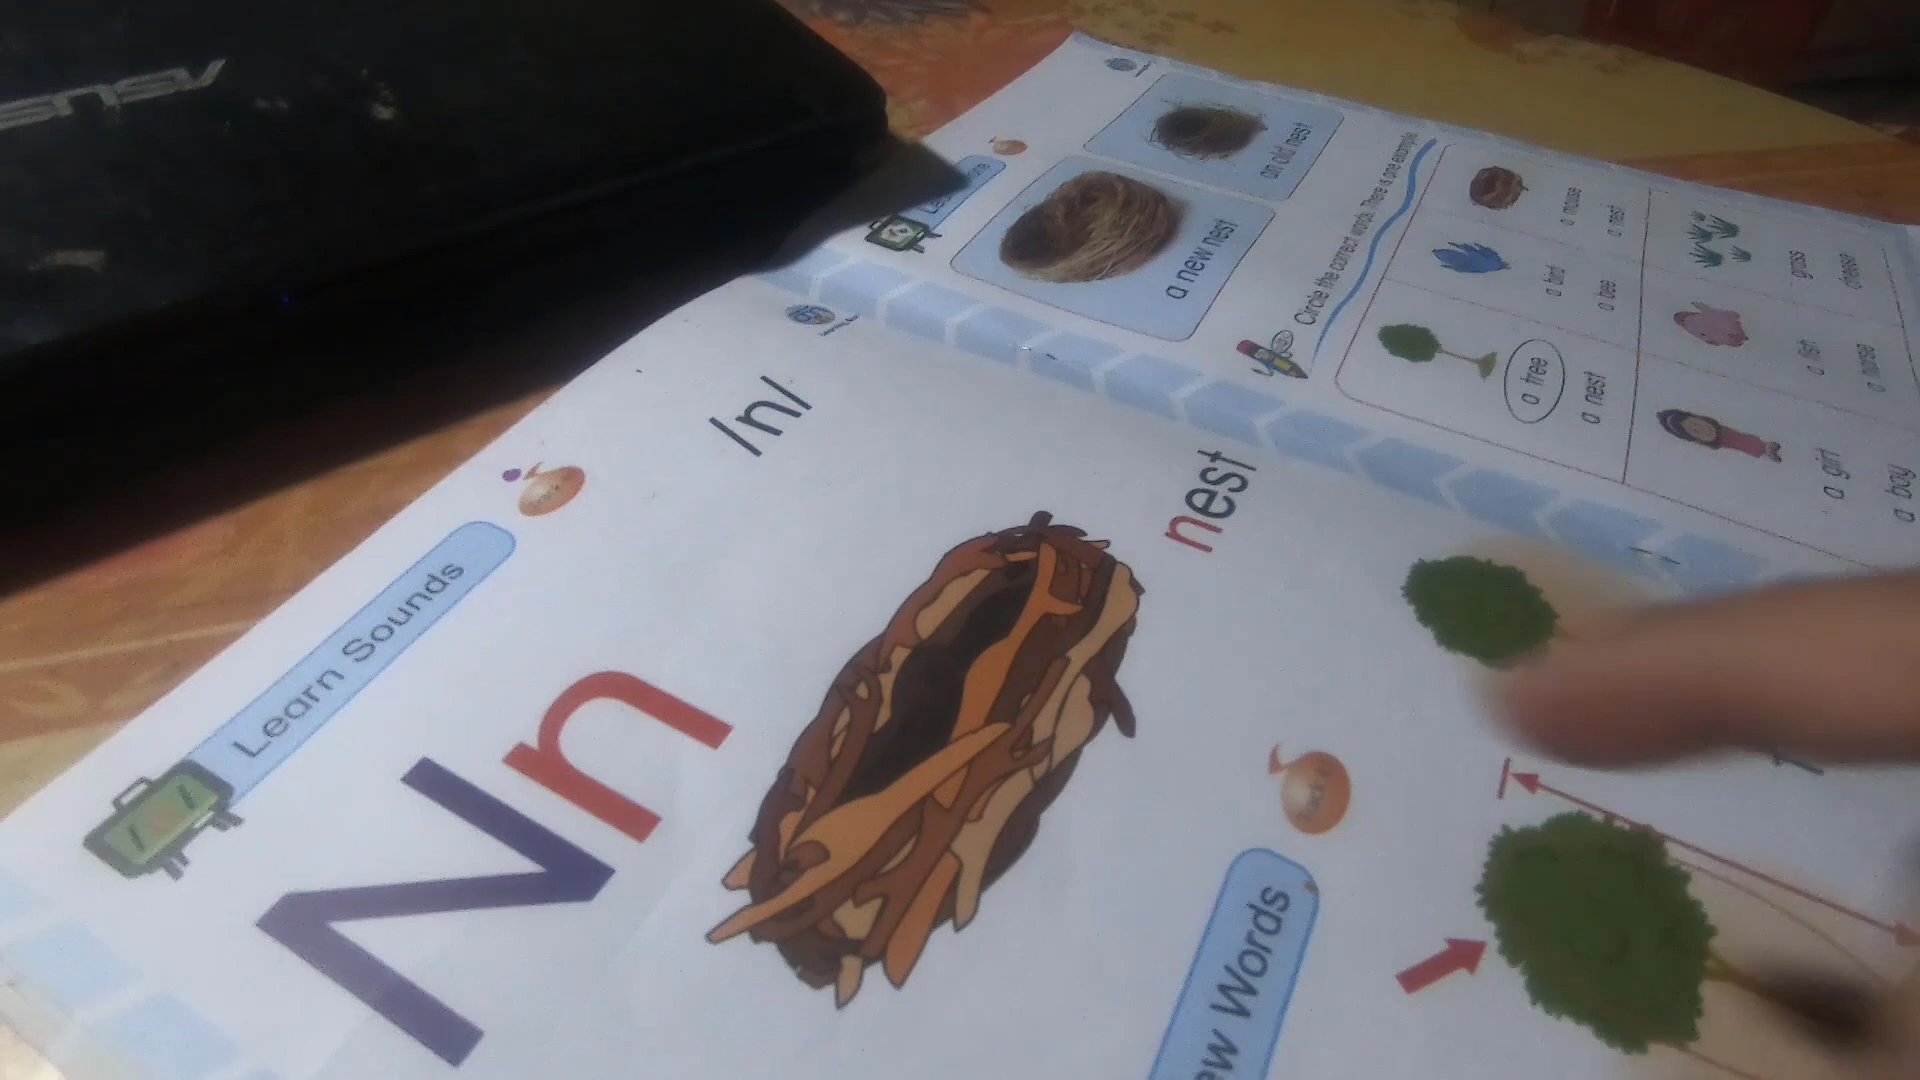 Learn Sounds
Nn
/n/
nest
ew Words
a new nest
an old nest
Circle the correct words. There is one example.
a tree
a nest
a bird
a bee
a mouse
a nest
a girl
a boy
a fish
a horse
grass
cheese